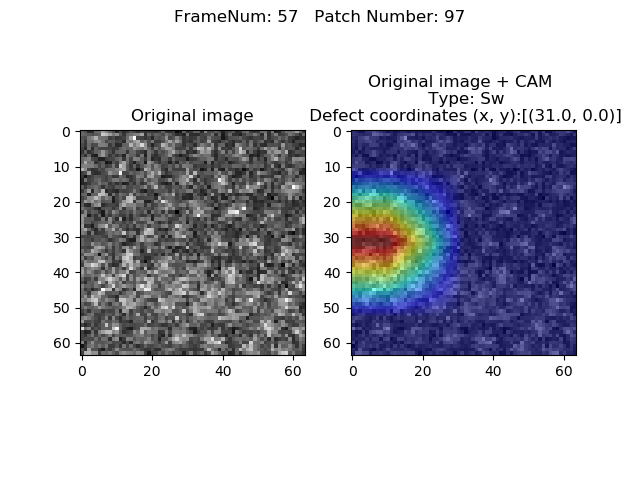 FrameNum: 57   Patch Number: 97
Original image
0
10
20
30
40
50
60
0 20 40 60
Original image + CAM
Type: Sw
Defect coordinates (x, y):[(31.0, 0.0)]
0
10
20
30
40
50
60
0 20 40 60